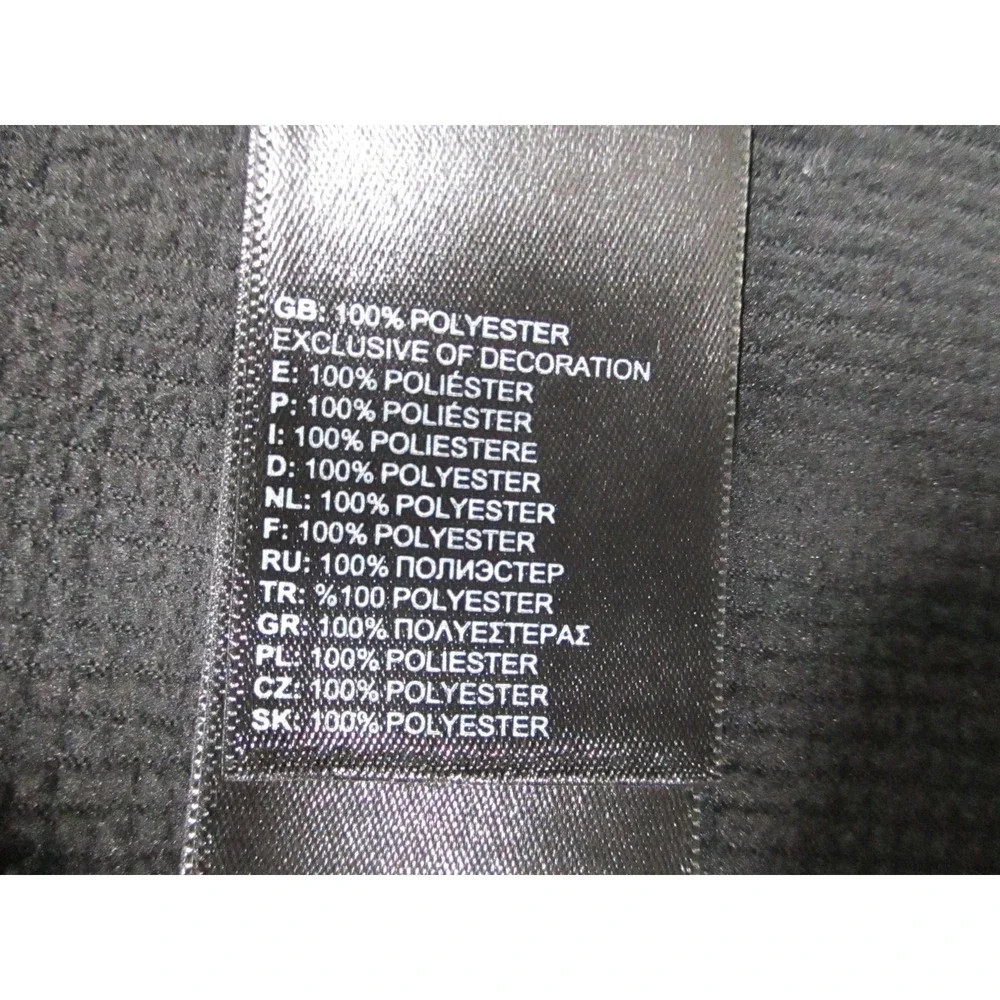 GB: 100% POLYESTER
EXCLUSIVE OF DECORATION
E: 100% POLIÉSTER
P: 100% POLIÉSTER
I: 100% POLIESTERE
D: 100% POLYESTER
NL: 100% POLYESTER
F: 100% POLYESTER
RU: 100% ПОЛИЭСТЕР
TR: %100 POLYESTER
GR: 100% ΠΟΛΥΕΣΤΕΡΑΣ
PL: 100% POLIESTER
CZ: 100% POLYESTER
SK: 100% POLYESTER